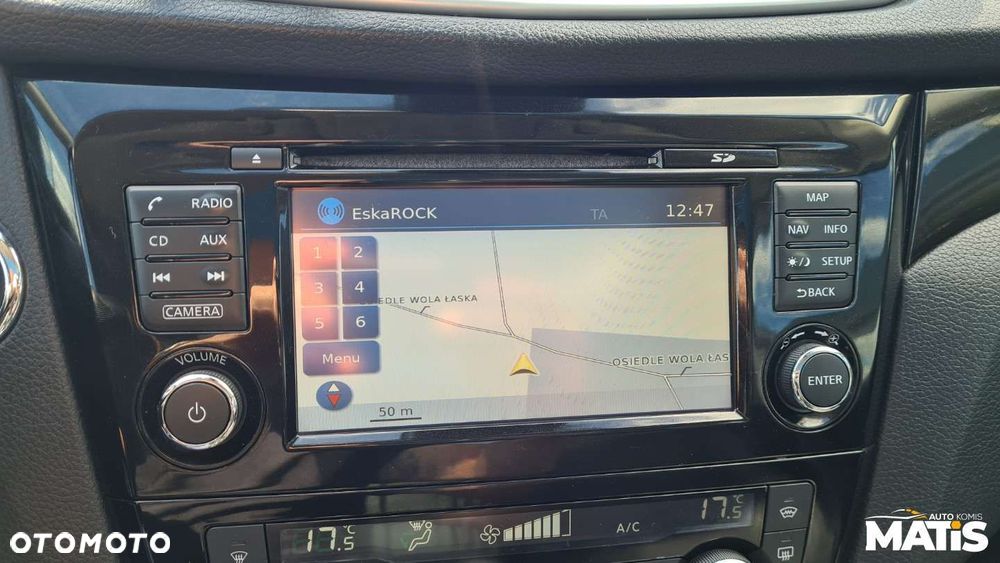 SD
RADIO
CD AUX
CAMERA
VOLUME
EskaROCK TA 12:47
1 2
3 4
5 6
Menu
EDLE WOLA ŁASKA
OSIEDLE WOLA ŁAS
50 m
MAP
NAV INFO
SETUP
BACK
ENTER
17.5°C
A/C
17.5°C
OTOMOTO
AUTO KOMIS
MATIS